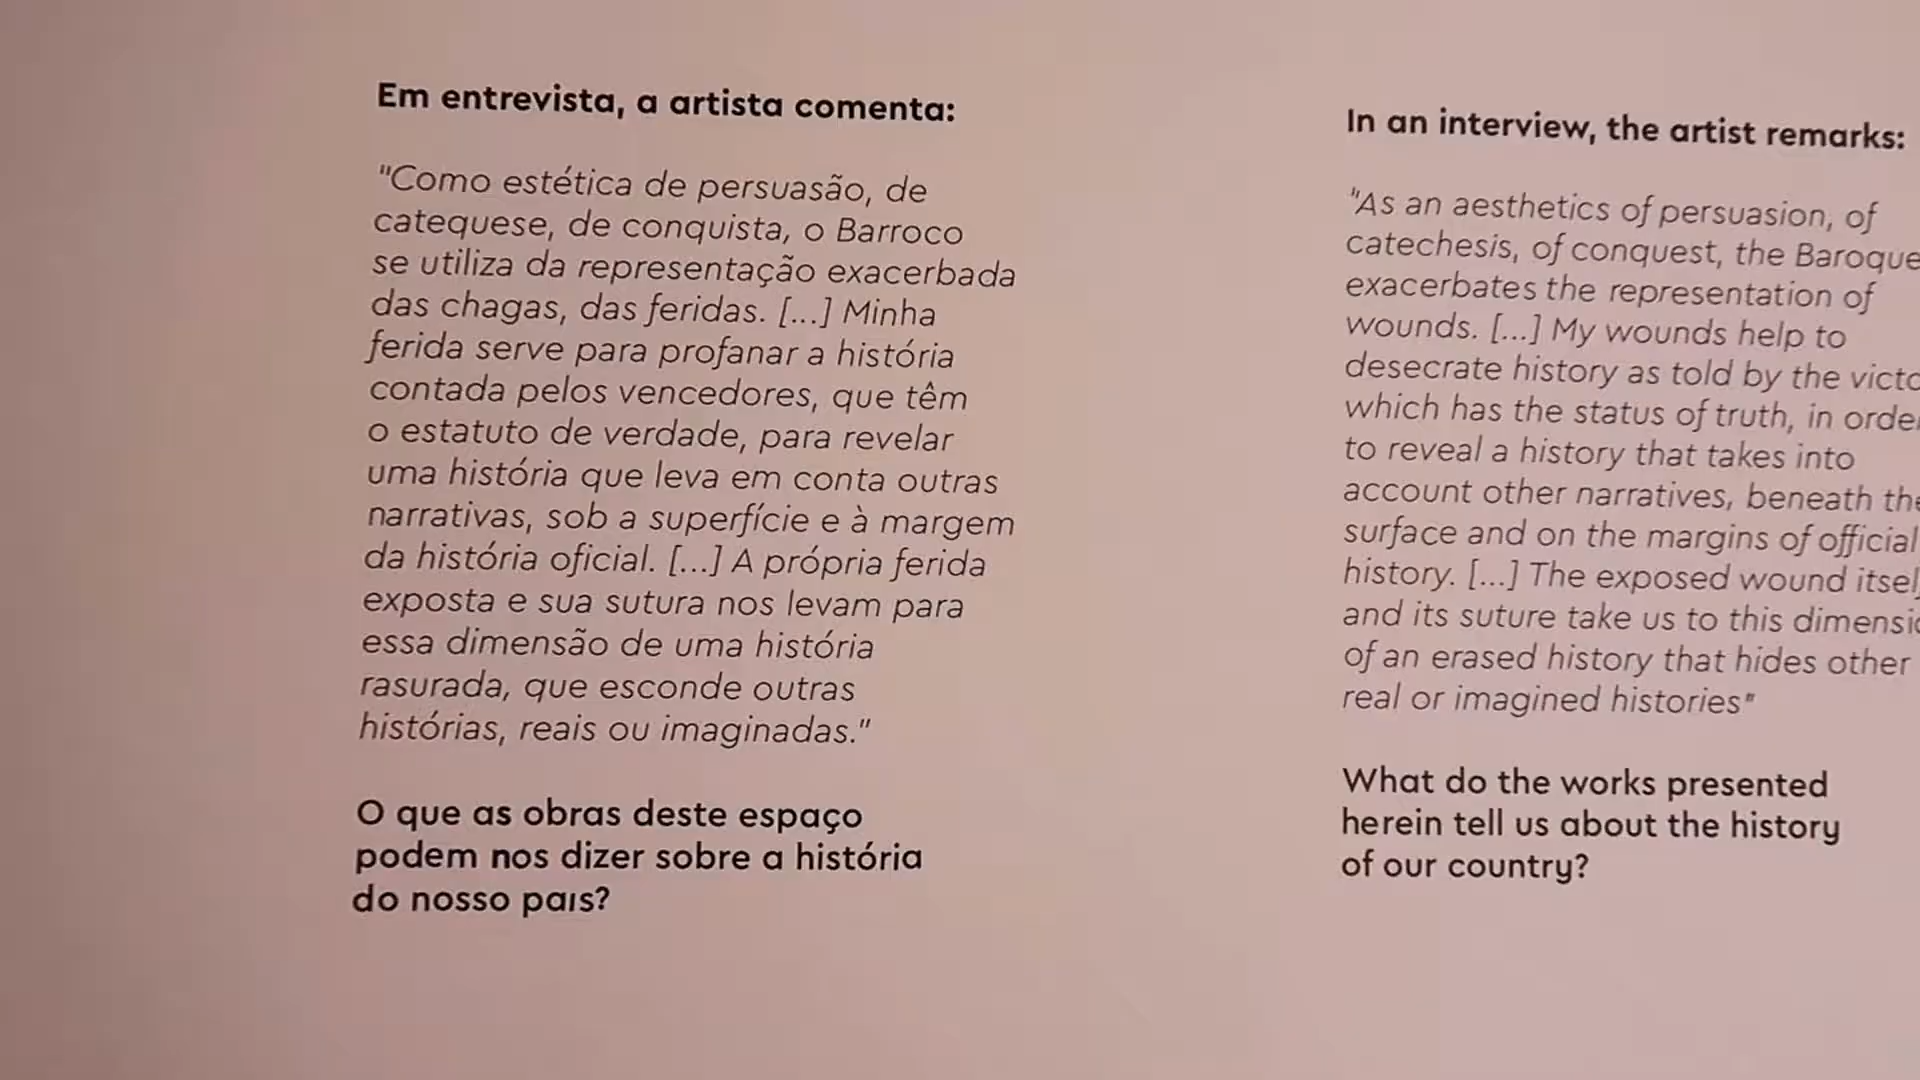 Em entrevista, a artista comenta:
"Como estética de persuasão, de
catequese, de conquista, o Barroco
se utiliza da representação exacerbada
das chagas, das feridas. [...] Minha
ferida serve para profanar a história
contada pelos vencedores, que têm
o estatuto de verdade, para revelar
uma história que leva em conta outras
narrativas, sob a superfície e à margem
da história oficial. [...] A própria ferida
exposta e sua sutura nos levam para
essa dimensão de uma história
rasurada, que esconde outras
histórias, reais ou imaginadas."
O que as obras deste espaço
podem nos dizer sobre a história
do nosso país?
In an interview, the artist remarks:
"As an aesthetics of persuasion, of
catechesis, of conquest, the Baroque
exacerbates the representation of
wounds. [...] My wounds help to
desecrate history as told by the
which has the status of truth, in
to reveal a history that takes into
account other narratives, beneath
surface and on the margins of official
history. [...] The exposed wound
and its suture take us to this
of an erased history that hides other
real or imagined histories"
What do the works presented
herein tell us about the history
of our country?